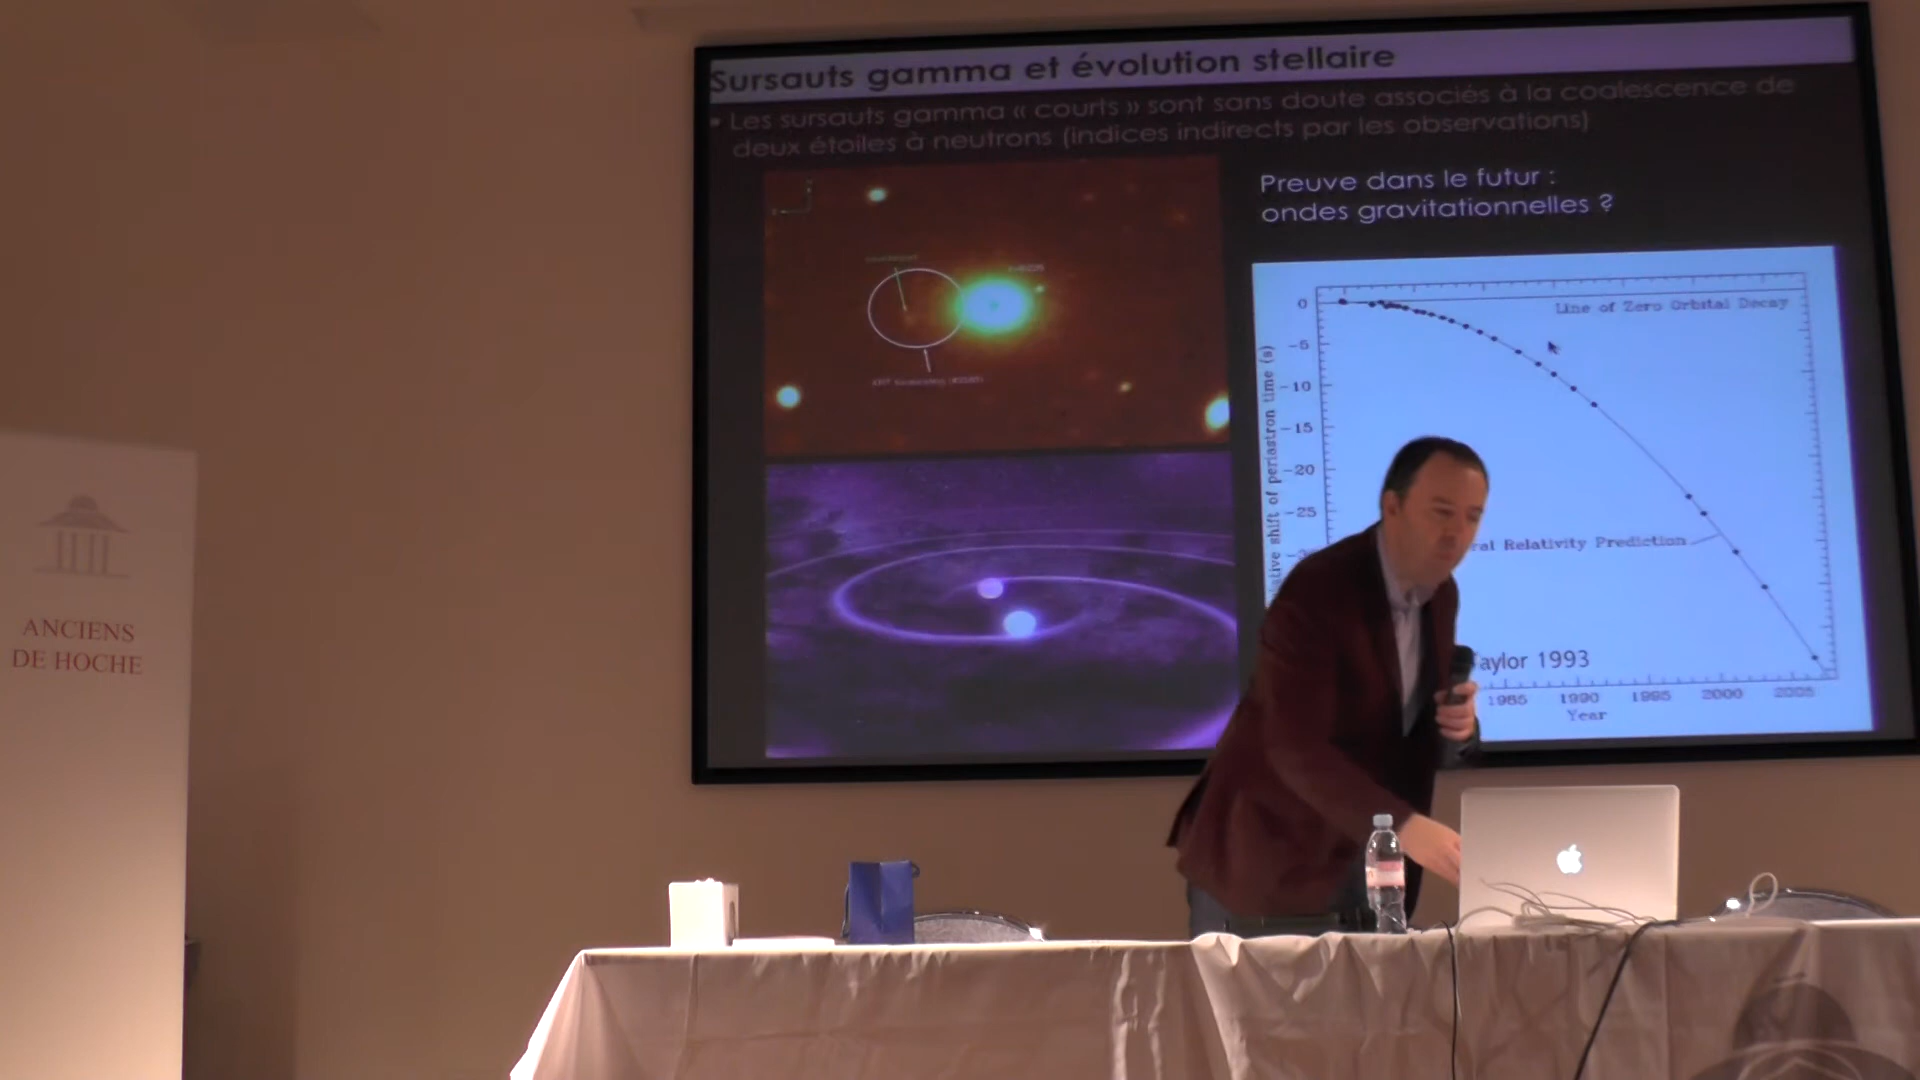 Sursauts gamma et évolution stellaire
• Les sursauts gamma « courts » sont sans doute associés à la coalescence de
deux étoiles à neutrons (indices indirects par les observations)
Preuve dans le futur :
ondes gravitationnelles ?
Line of Zero Orbital Decay
0
-5
-10
-15
-20
-25
shift of periastron time (s)
Relativity Prediction
Taylor 1993
1985 1990 1995 2000 2005
Year
ANCIENS
DE HOCHE